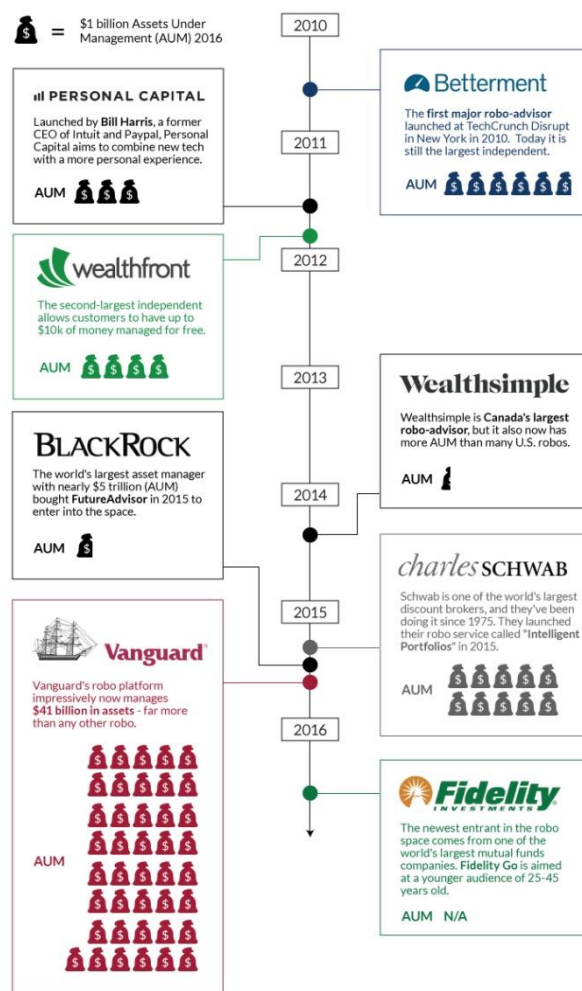 = $1 billion Assets Under
Management (AUM) 2016
2010
Betterment
The first major robo-advisor
launched at TechCrunch Disrupt
in New York in 2010. Today it is
still the largest independent.
AUM $ $ $ $ $ $
PERSONAL CAPITAL
Launched by Bill Harris, a former
CEO of Intuit and Paypal, Personal
Capital aims to combine new tech
with a more personal experience.
AUM $ $ $
2011
wealthfront
The second-largest independent
allows customers to have up to
$10k of money managed for free.
AUM $ $ $ $
2012
2013
Wealthsimple
Wealthsimple is Canada's largest
robo-advisor, but it also now has
more AUM than many U.S. robos.
AUM
BLACKROCK
The world's largest asset manager
with nearly $5 trillion (AUM)
bought FutureAdvisor in 2015 to
enter into the space.
AUM $
2014
charles SCHWAB
Schwab is one of the world's largest
discount brokers, and they've been
doing it since 1975. They launched
their robo service called "Intelligent
Portfolios" in 2015.
AUM $ $ $ $ $
$ $ $ $ $
2015
Vanguard®
Vanguard's robo platform
impressively now manages
$41 billion in assets - far more
than any other robo.
$ $ $ $ $
$ $ $ $ $
$ $ $ $ $
$ $ $ $ $
AUM $ $ $ $ $
$ $ $ $ $
$ $ $ $ $
$ $ $ $ $ $
2016
Fidelity
INVESTMENTS
The newest entrant in the robo
space comes from one of the
world's largest mutual funds
companies. Fidelity Go is aimed
at a younger audience of 25-45
years old.
AUM N/A